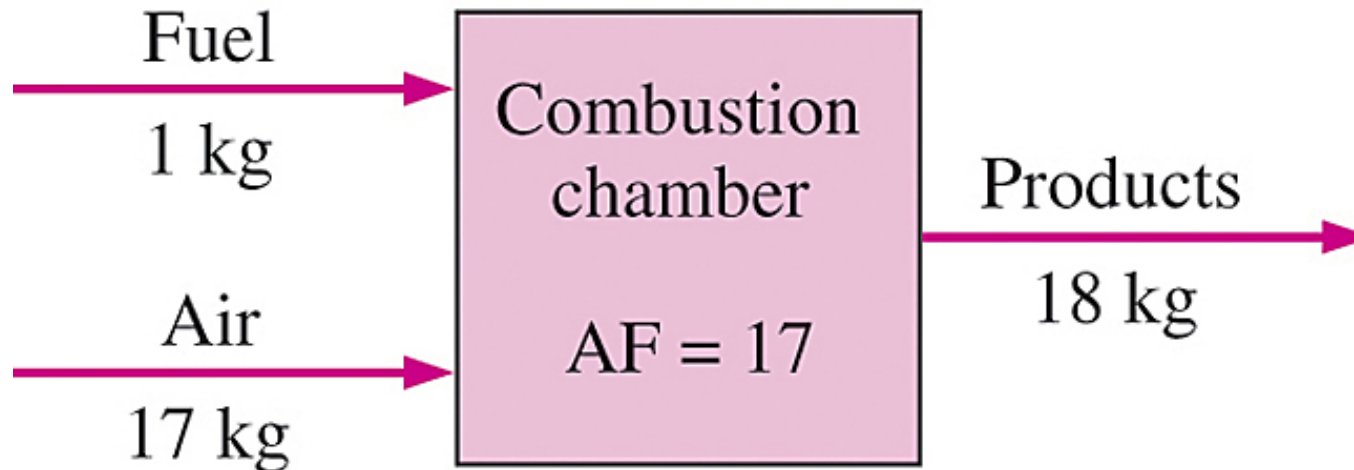 Fuel
1 kg
Air
17 kg
Combustion
chamber
AF = 17
Products
18 kg